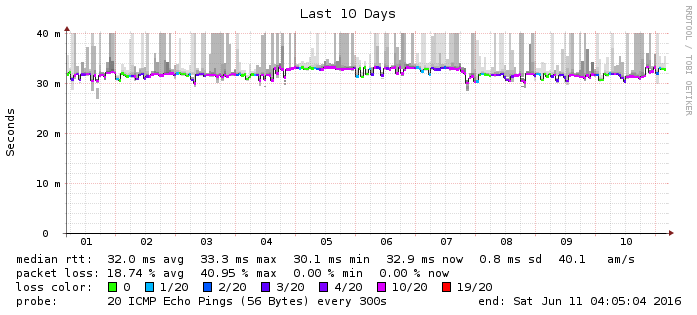 Last 10 Days
RRDTOOL / TOBI OETIKER
Seconds
40 m
30 m
20 m
10 m
0
01 02 03 04 05 06 07 08 09 10
median rtt: 32.0 ms avg 33.3 ms max 30.1 ms min 32.9 ms now 0.8 ms sd 40.1 am/s
packet loss: 18.74 % avg 40.95 % max 0.00 % min 0.00 % now
loss color: 0 1/20 2/20 3/20 4/20 10/20 19/20
probe: 20 ICMP Echo Pings (56 Bytes) every 300s end: Sat Jun 11 04:05:04 2016